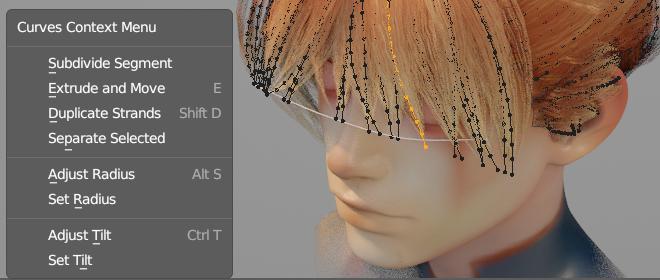 Curves Context Menu
Subdivide Segment
Extrude and Move E
Duplicate Strands Shift D
Separate Selected
Adjust Radius Alt S
Set Radius
Adjust Tilt Ctrl T
Set Tilt